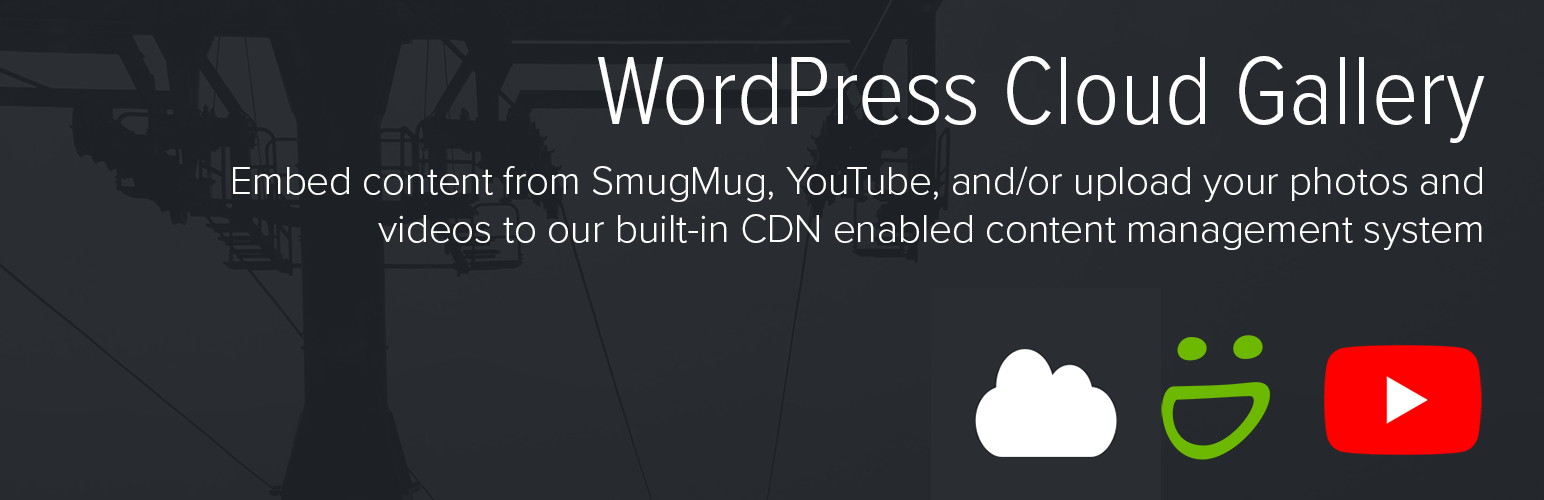 WordPress Cloud Gallery
Embed content from SmugMug, YouTube, and/or upload your photos and
videos to our built-in CDN enabled content management system